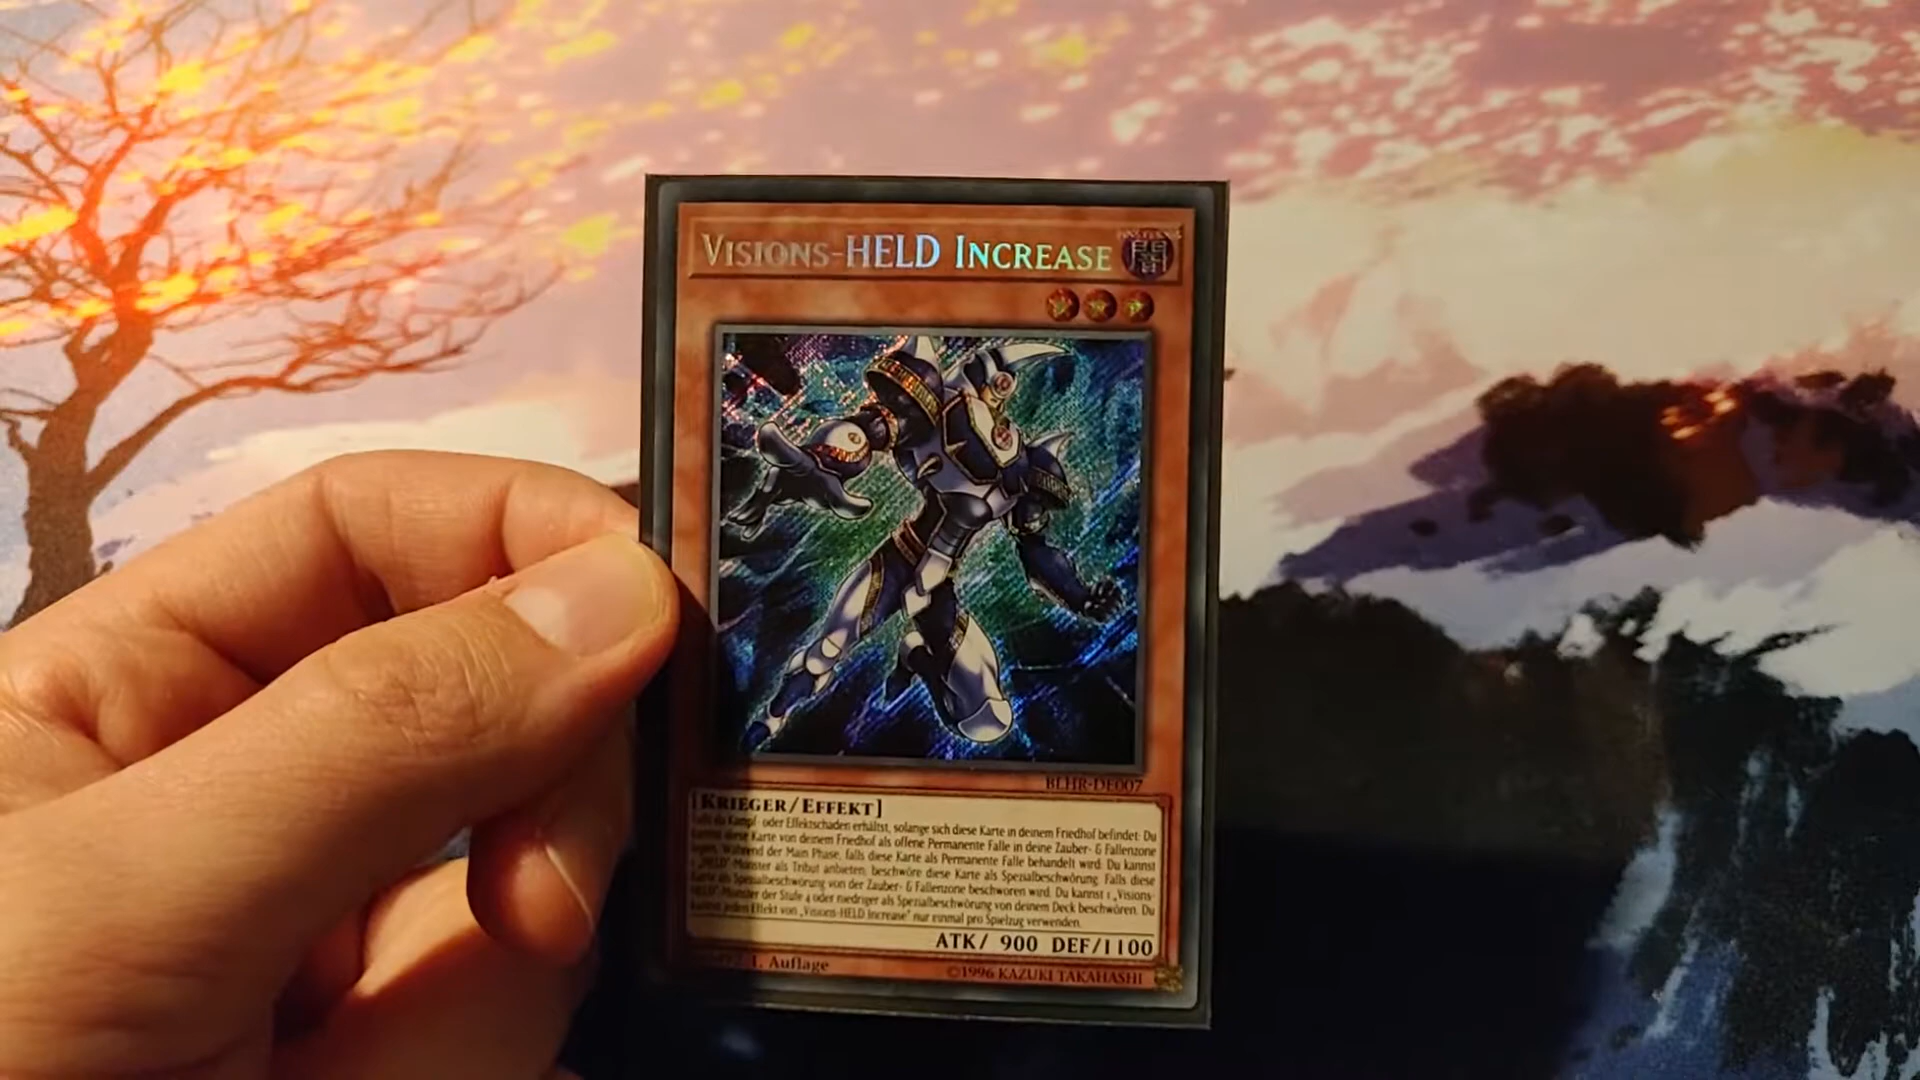 VISIONS-HELD INCREASE
闇
BLHR-DE007
[KRIEGER/EFFEKT]
Falls du Kampf- oder Effektschaden erhältst, solange sich diese Karte in deinem Friedhof befindet: Du
kannst diese Karte von deinem Friedhof als offene Permanente Falle in deine Zauber- & Fallenzone
legen. Während der Main Phase, falls diese Karte als Permanente Falle behandelt wird: Du kannst
1 „HELD"-Monster als Tribut anbieten; beschwöre diese Karte als Spezialbeschwörung. Falls diese
Karte als Spezialbeschwörung von der Zauber- & Fallenzone beschworen wird: Du kannst 1 „Visions-
HELD"-Monster der Stufe 4 oder niedriger als Spezialbeschwörung von deinem Deck beschwören. Du
kannst jeden Effekt von „Visions-HELD Increase" nur einmal pro Spielzug verwenden.
ATK/ 900 DEF/1100
1. Auflage
©1996 KAZUKI TAKAHASHI